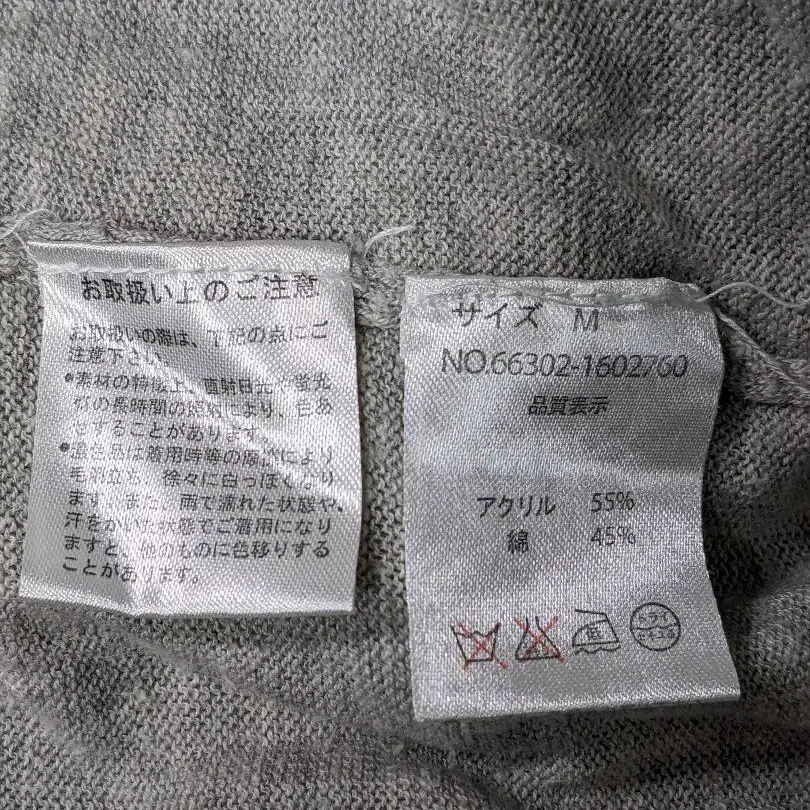 お取扱い上のご注意
お取扱いの際は、下記の点にご
注意下さい。
●素材の特性上、直射日光や蛍光
灯の長時間の照射により、色あ
せすることがあります。
●濃色品は着用時等の摩擦により
毛羽立ち、徐々に白っぽくなり
ます。また、雨で濡れた状態や、
汗をかいた状態でご着用になり
ますと、他のものに色移りする
ことがあります。
サイズ M
NO.66302-1602760
品質表示
アクリル 55%
綿 45%
低
ドライ